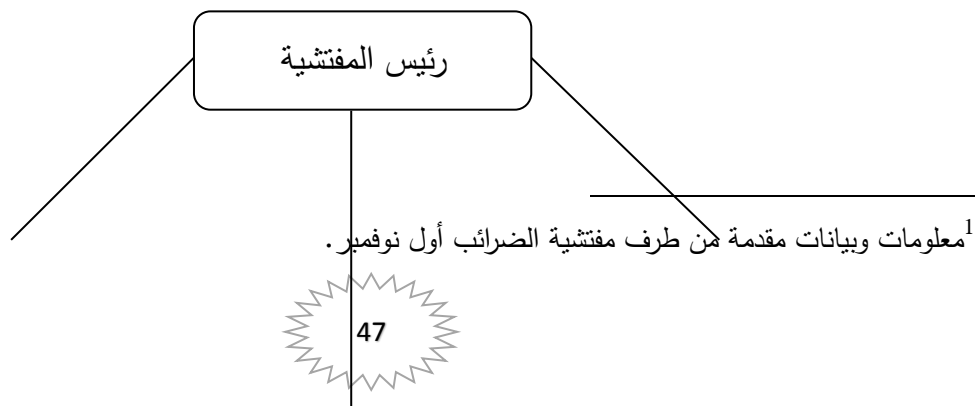 رئيس المفتشية
1معلومات وبيانات مقدمة من طرف مفتشية الضرائب أول نوفمبر.
47